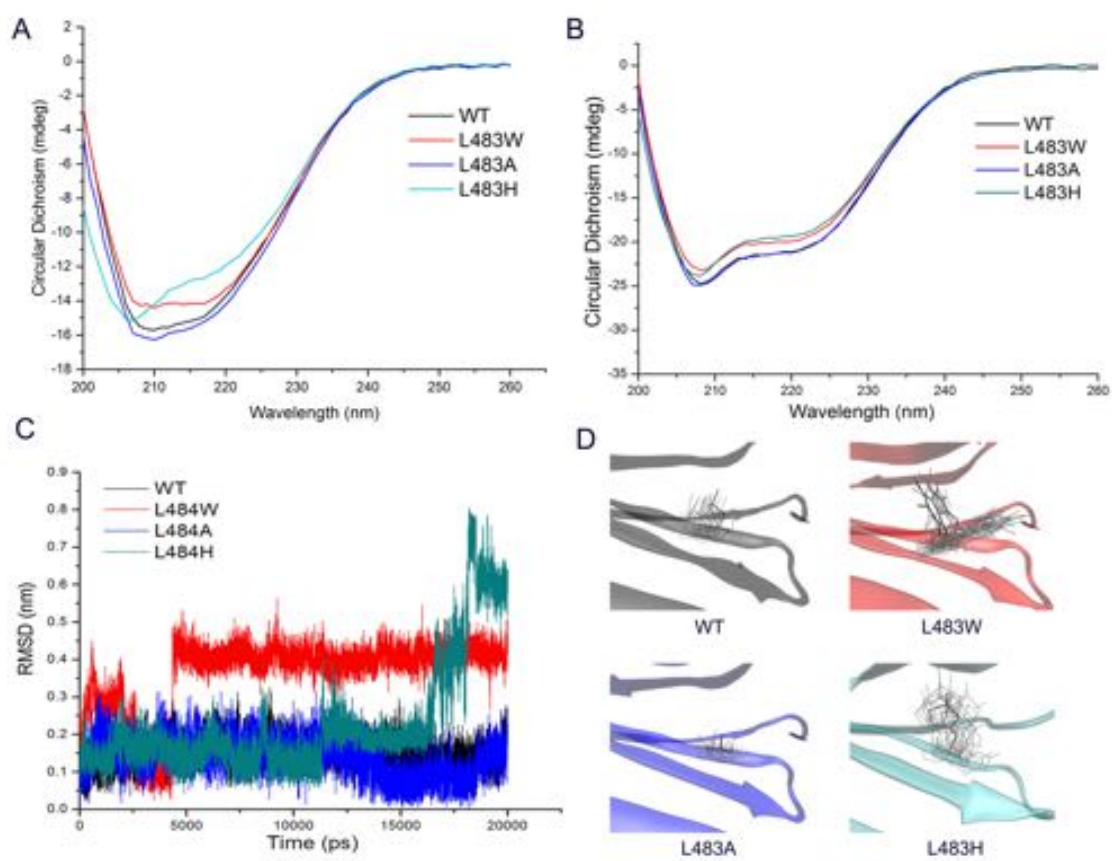 A
2
0
-2
-4
-6
-8
-10
-12
-14
-16
-18
Circular Dichroism (mdeg)
WT
L483W
L483A
L483H
200 210 220 230 240 250 260
Wavelength (nm)
B
0
-5
-10
-15
-20
-25
-30
-35
Circular Dichroism (mdeg)
WT
L483W
L483A
L483H
200 210 220 230 240 250 260
Wavelength (nm)
C
0.9
0.8
0.7
0.6
0.5
0.4
0.3
0.2
0.1
0.0
RMSD (nm)
WT
L484W
L484A
L484H
0 5000 10000 15000 20000
Time (ps)
D
WT
L483W
L483A
L483H